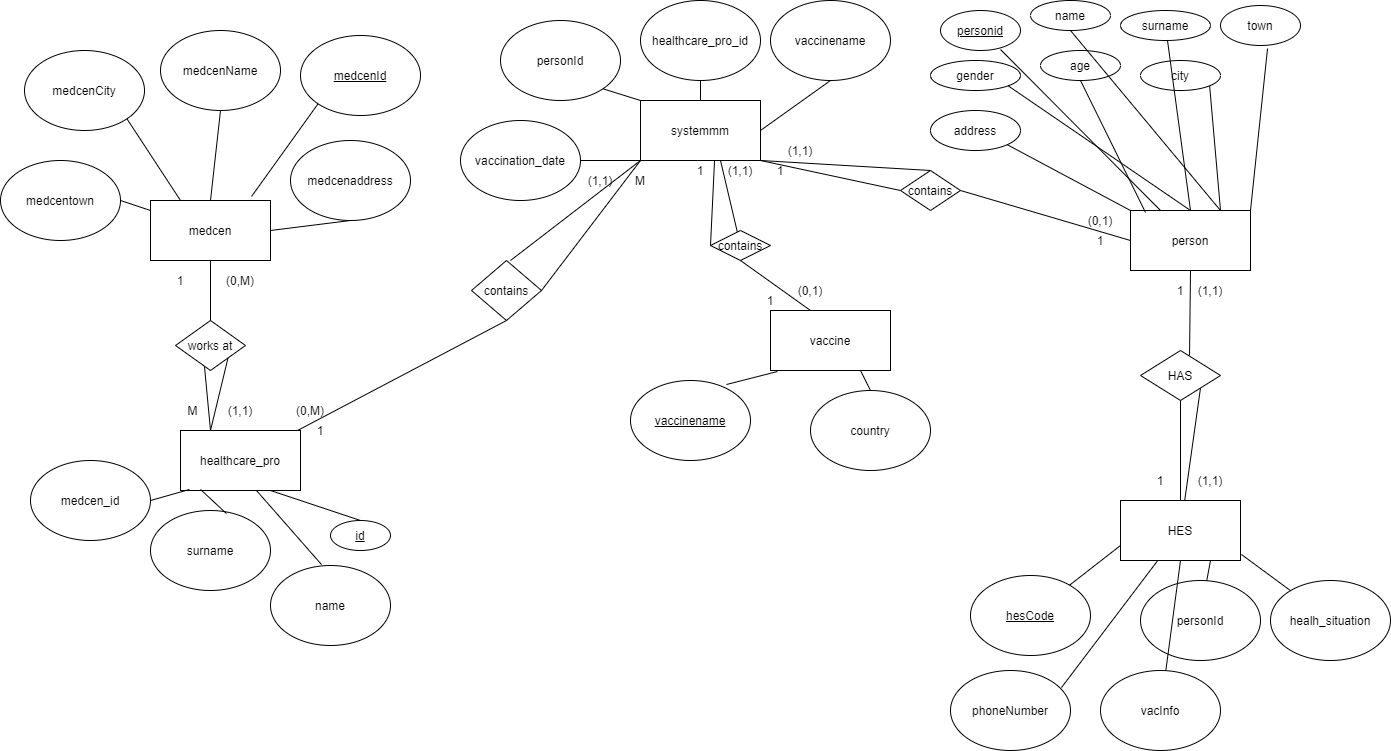 name
personid
surname
town
healthcare_pro_id
vaccinename
medcenName
personId
medcenId
gender
age
city
medcenCity
systemmm
address
(1,1)
vaccination_date
1
(1,1)
1
(1,1)
M
medcenaddress
contains
medcentown
(0,1)
medcen
1
person
contains
1
(0,M)
contains
(0,1)
1
1
(1,1)
works at
vaccine
HAS
M
(1,1)
(0,M)
1
vaccinename
country
healthcare_pro
1
(1,1)
medcen_id
HES
id
surname
name
hesCode
personId
healh_situation
phoneNumber
vacInfo